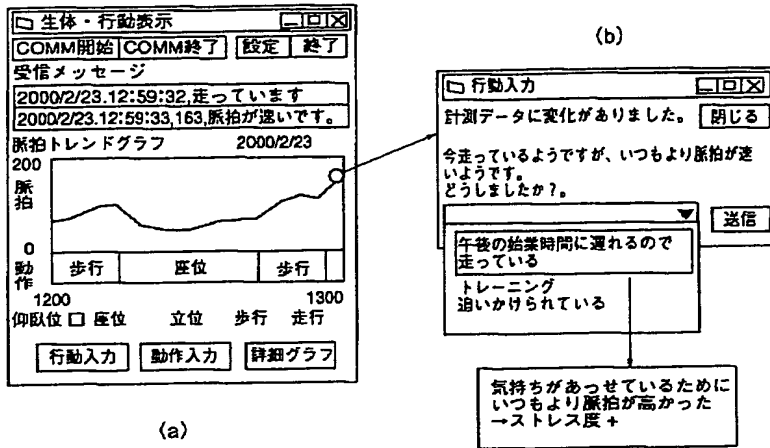 生体・行動表示
COMM開始 COMM終了 設定 終了
受信メッセージ
2000/2/23.12:59:32,走っています
2000/2/23.12:59:33,163,脈拍が速いです。
脈拍トレンドグラフ 2000/2/23
200
脈拍
0
動作 歩行 座位 歩行
1200 1300
仰臥位 座位 立位 歩行 走行
行動入力 動作入力 詳細グラフ
(a)
(b)
行動入力
計測データに変化がありました。 閉じる
今走っているようですが、いつもより脈拍が速
いようです。
どうしましたか?。
送信
午後の始業時間に遅れるので
走っている
トレーニング
追いかけられている
気持ちがあっせているために
いつもより脈拍が高かった
→ストレス度+